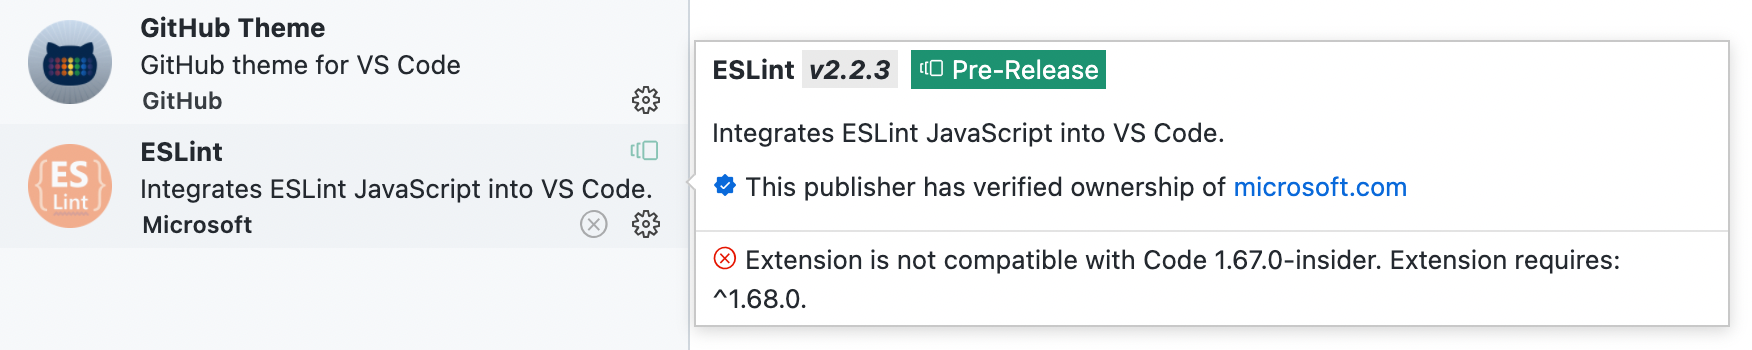 GitHub Theme
GitHub theme for VS Code
GitHub
ESLint
Integrates ESLint JavaScript into VS Code.
Microsoft
{ES}
Lint
ESLint v2.2.3 Pre-Release
Integrates ESLint JavaScript into VS Code.
This publisher has verified ownership of microsoft.com
Extension is not compatible with Code 1.67.0-insider. Extension requires:
^1.68.0.